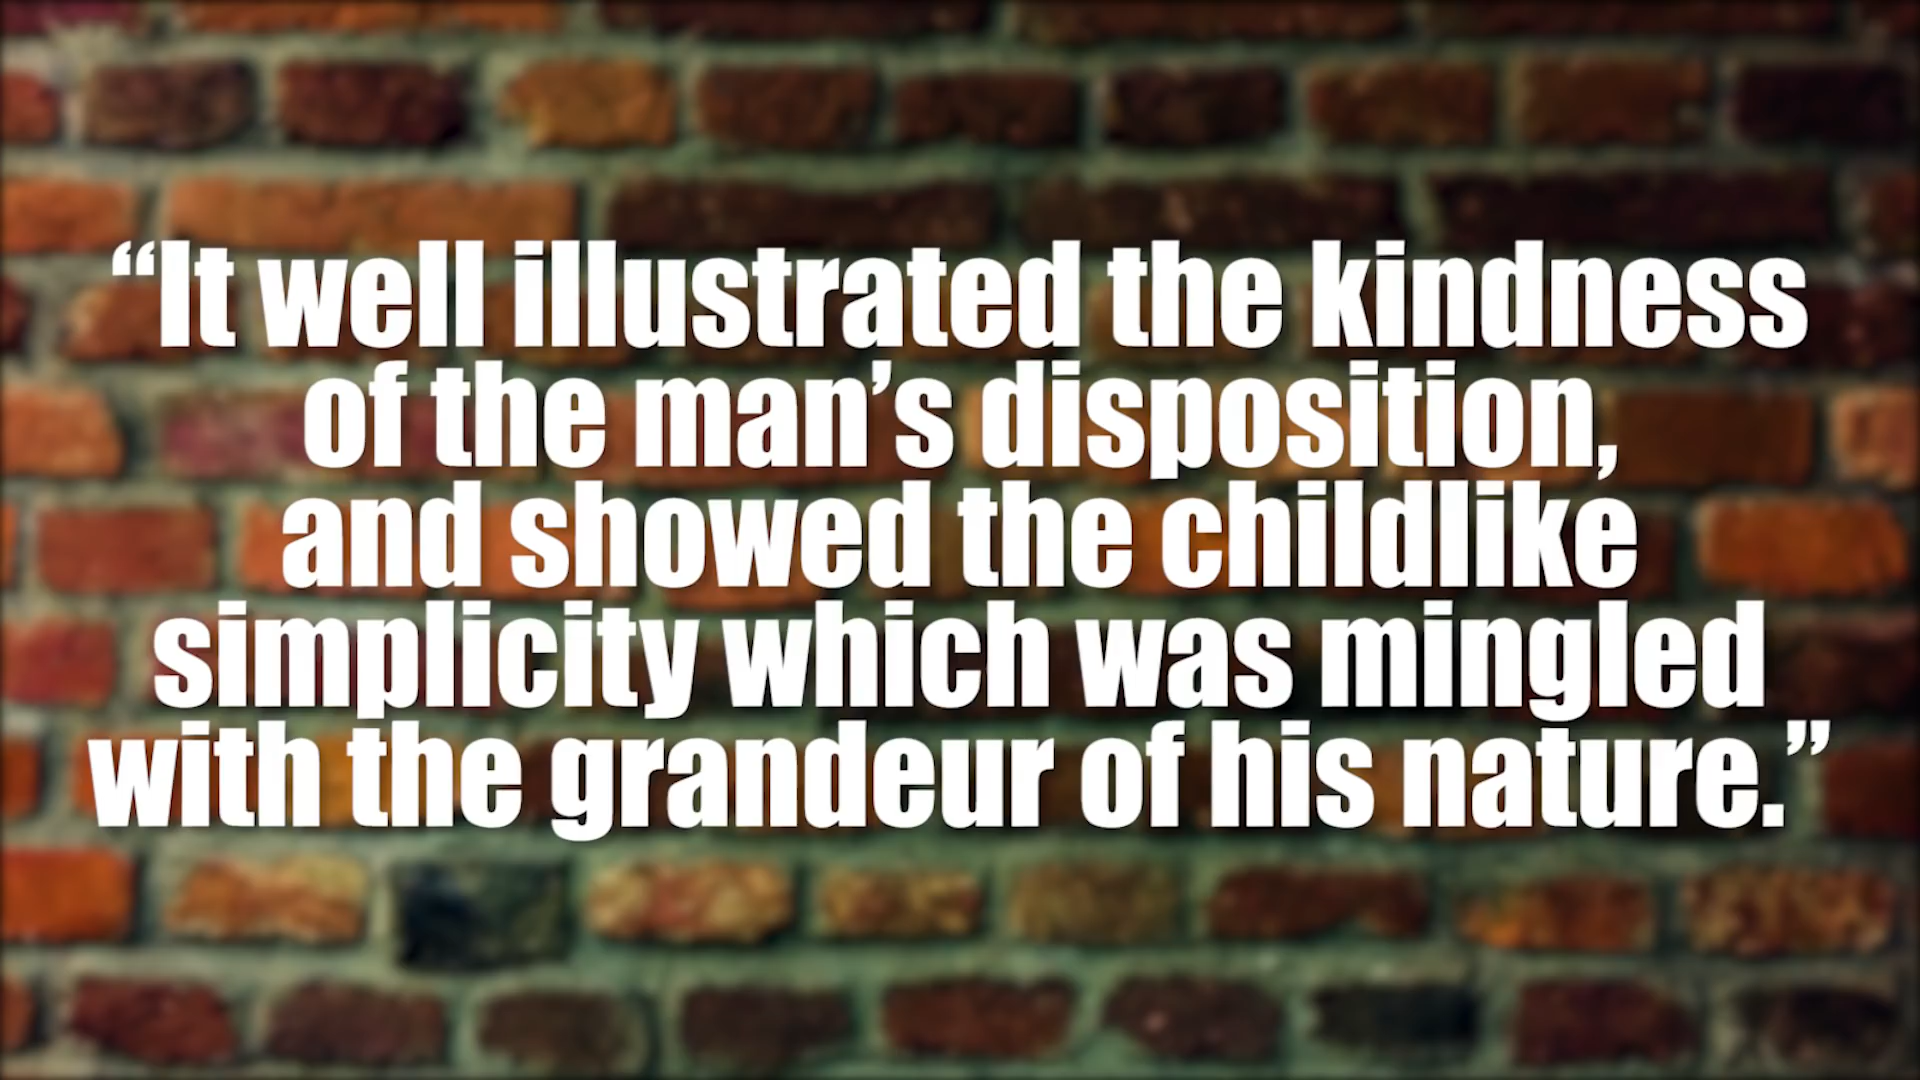 “It well illustrated the kindness
of the man’s disposition,
and showed the childlike
simplicity which was mingled
with the grandeur of his nature.”